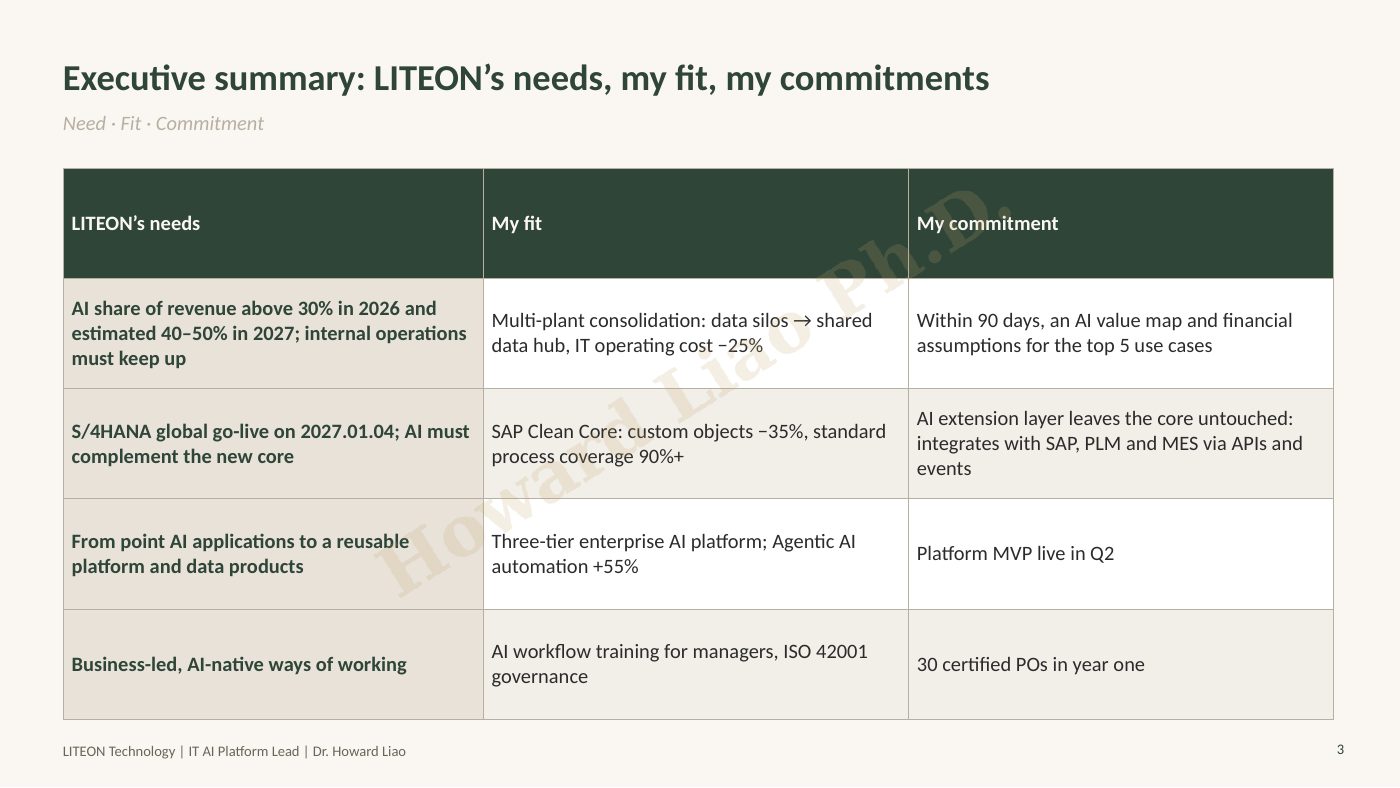 Executive summary: LITEON’s needs, my fit, my commitments
Need · Fit · Commitment
LITEON’s needs
My fit
My commitment
AI share of revenue above 30% in 2026 and
estimated 40–50% in 2027; internal operations
must keep up
Multi-plant consolidation: data silos → shared
data hub, IT operating cost −25%
Within 90 days, an AI value map and financial
assumptions for the top 5 use cases
S/4HANA global go-live on 2027.01.04; AI must
complement the new core
SAP Clean Core: custom objects −35%, standard
process coverage 90%+
AI extension layer leaves the core untouched:
integrates with SAP, PLM and MES via APIs and
events
From point AI applications to a reusable
platform and data products
Three-tier enterprise AI platform; Agentic AI
automation +55%
Platform MVP live in Q2
Business-led, AI-native ways of working
AI workflow training for managers, ISO 42001
governance
30 certified POs in year one
Howard Liao Ph.D.
LITEON Technology | IT AI Platform Lead | Dr. Howard Liao
3